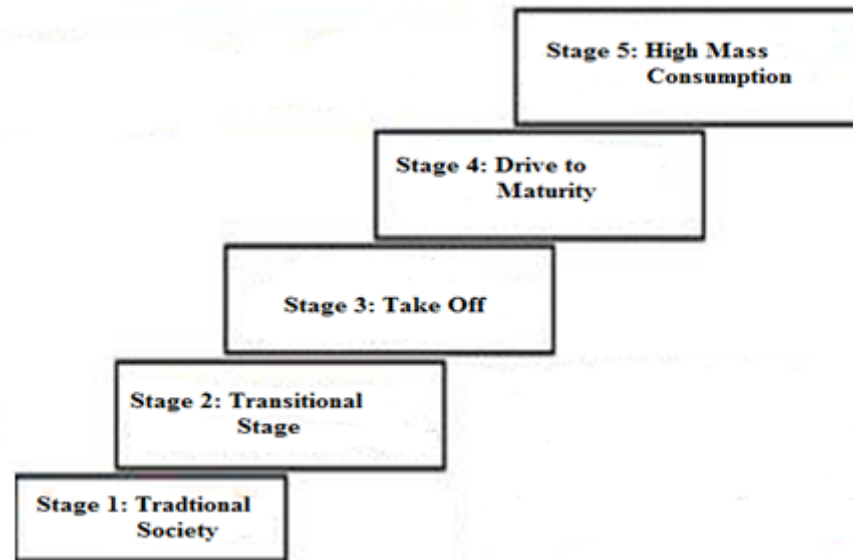 Stage 5: High Mass
Consumption
Stage 4: Drive to
Maturity
Stage 3: Take Off
Stage 2: Transitional
Stage
Stage 1: Tradtional
Society